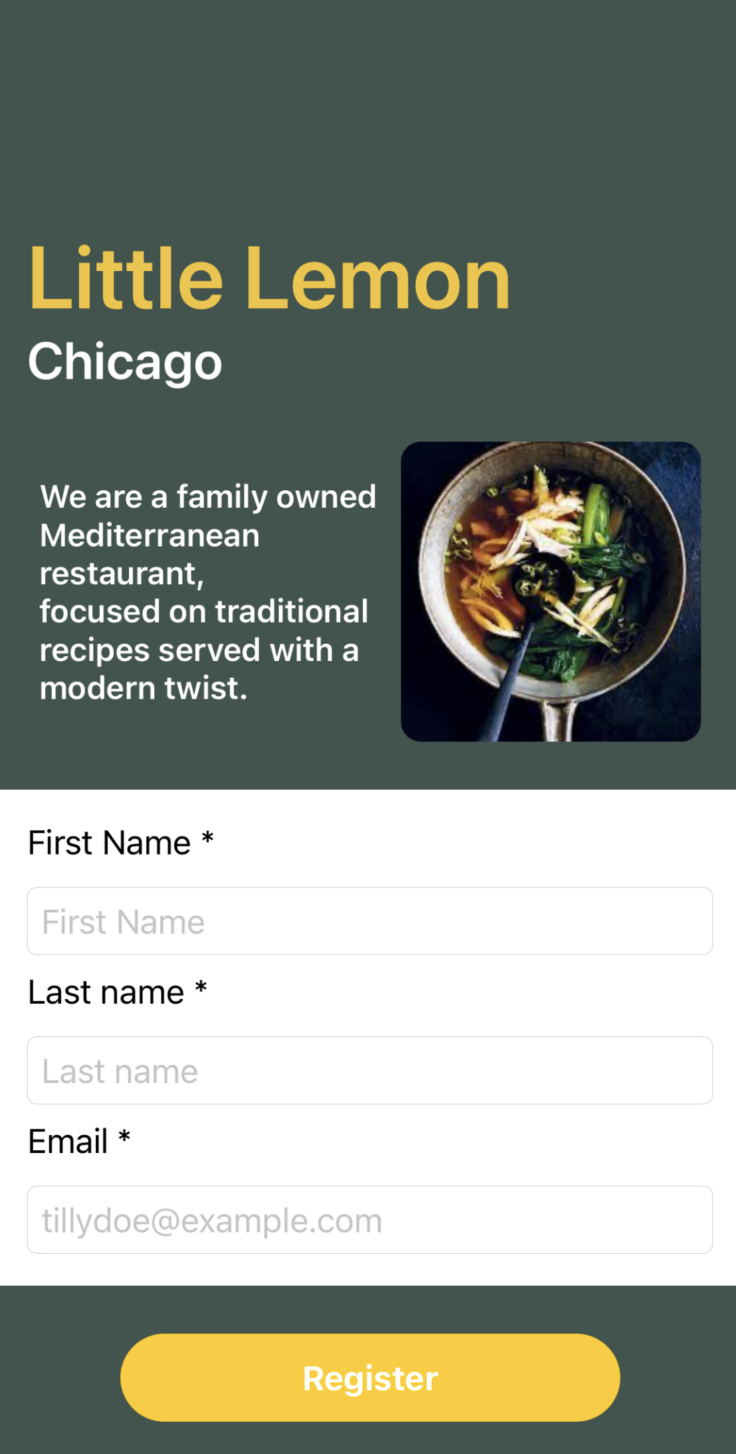 Little Lemon
Chicago
We are a family owned
Mediterranean
restaurant,
focused on traditional
recipes served with a
modern twist.
First Name *
First Name
Last name *
Last name
Email *
tillydoe@example.com
Register